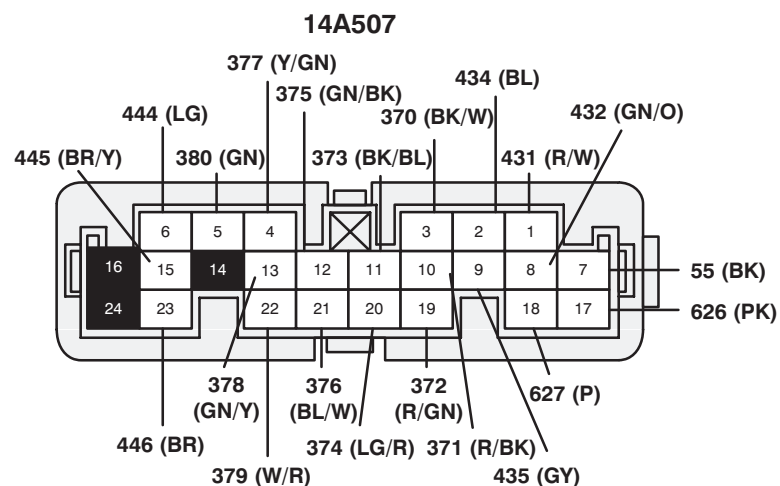 14A507
377 (Y/GN)
434 (BL)
375 (GN/BK)
444 (LG)
370 (BK/W)
432 (GN/O)
445 (BR/Y)
380 (GN)
373 (BK/BL)
431 (R/W)
6 5 4 3 2 1
16 15 14 13 12 11 10 9 8 7
55 (BK)
24 23 22 21 20 19 18 17
626 (PK)
378
(GN/Y)
376
(BL/W)
372
(R/GN)
627 (P)
446 (BR)
374 (LG/R)
371 (R/BK)
379 (W/R)
435 (GY)